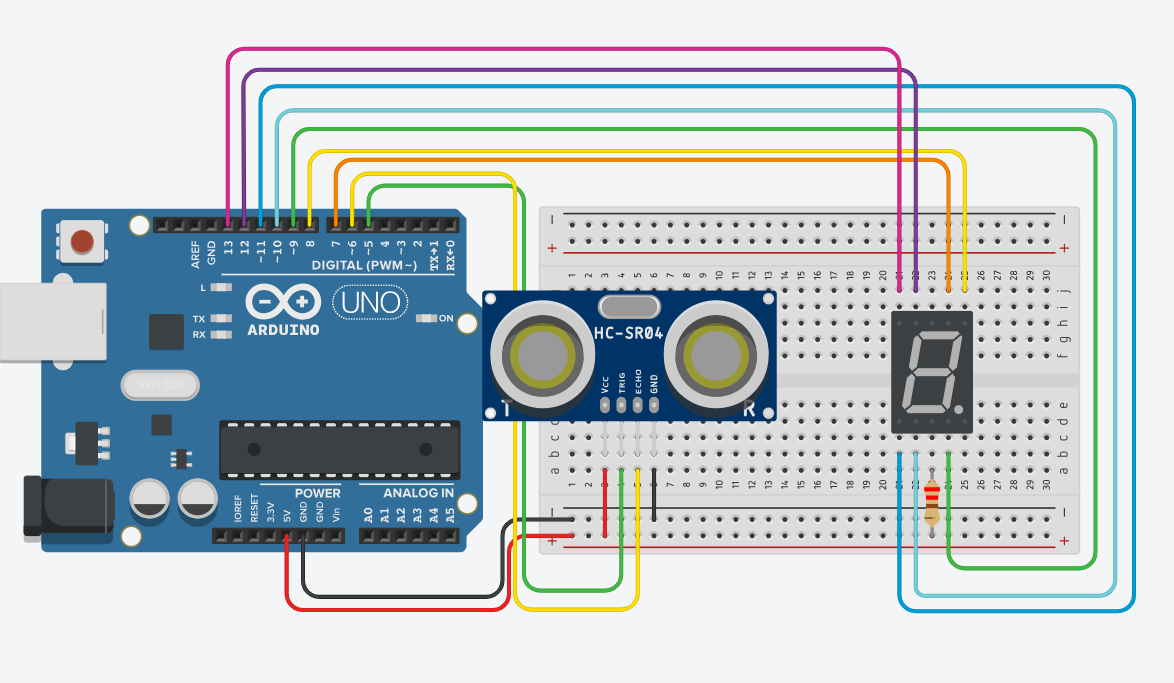 AREF
GND
13
12
~11
~10
~9
8
7
~6
~5
4
~3
2
TX→1
RX←0
DIGITAL (PWM~)
L
TX
RX
ARDUINO
UNO
ON
IOREF
RESET
3.3V
5V
GND
GND
Vin
POWER
A0
A1
A2
A3
A4
A5
ANALOG IN
HC-SR04
Vcc
TRIG
ECHO
GND
T
R
1 2 3 4 5 6 7 8 9 10 11 12 13 14 15 16 17 18 19 20 21 22 23 24 25 26 27 28 29 30
j
i
h
g
f
e
d
c
b
a
1 2 3 4 5 6 7 8 9 10 11 12 13 14 15 16 17 18 19 20 21 22 23 24 25 26 27 28 29 30